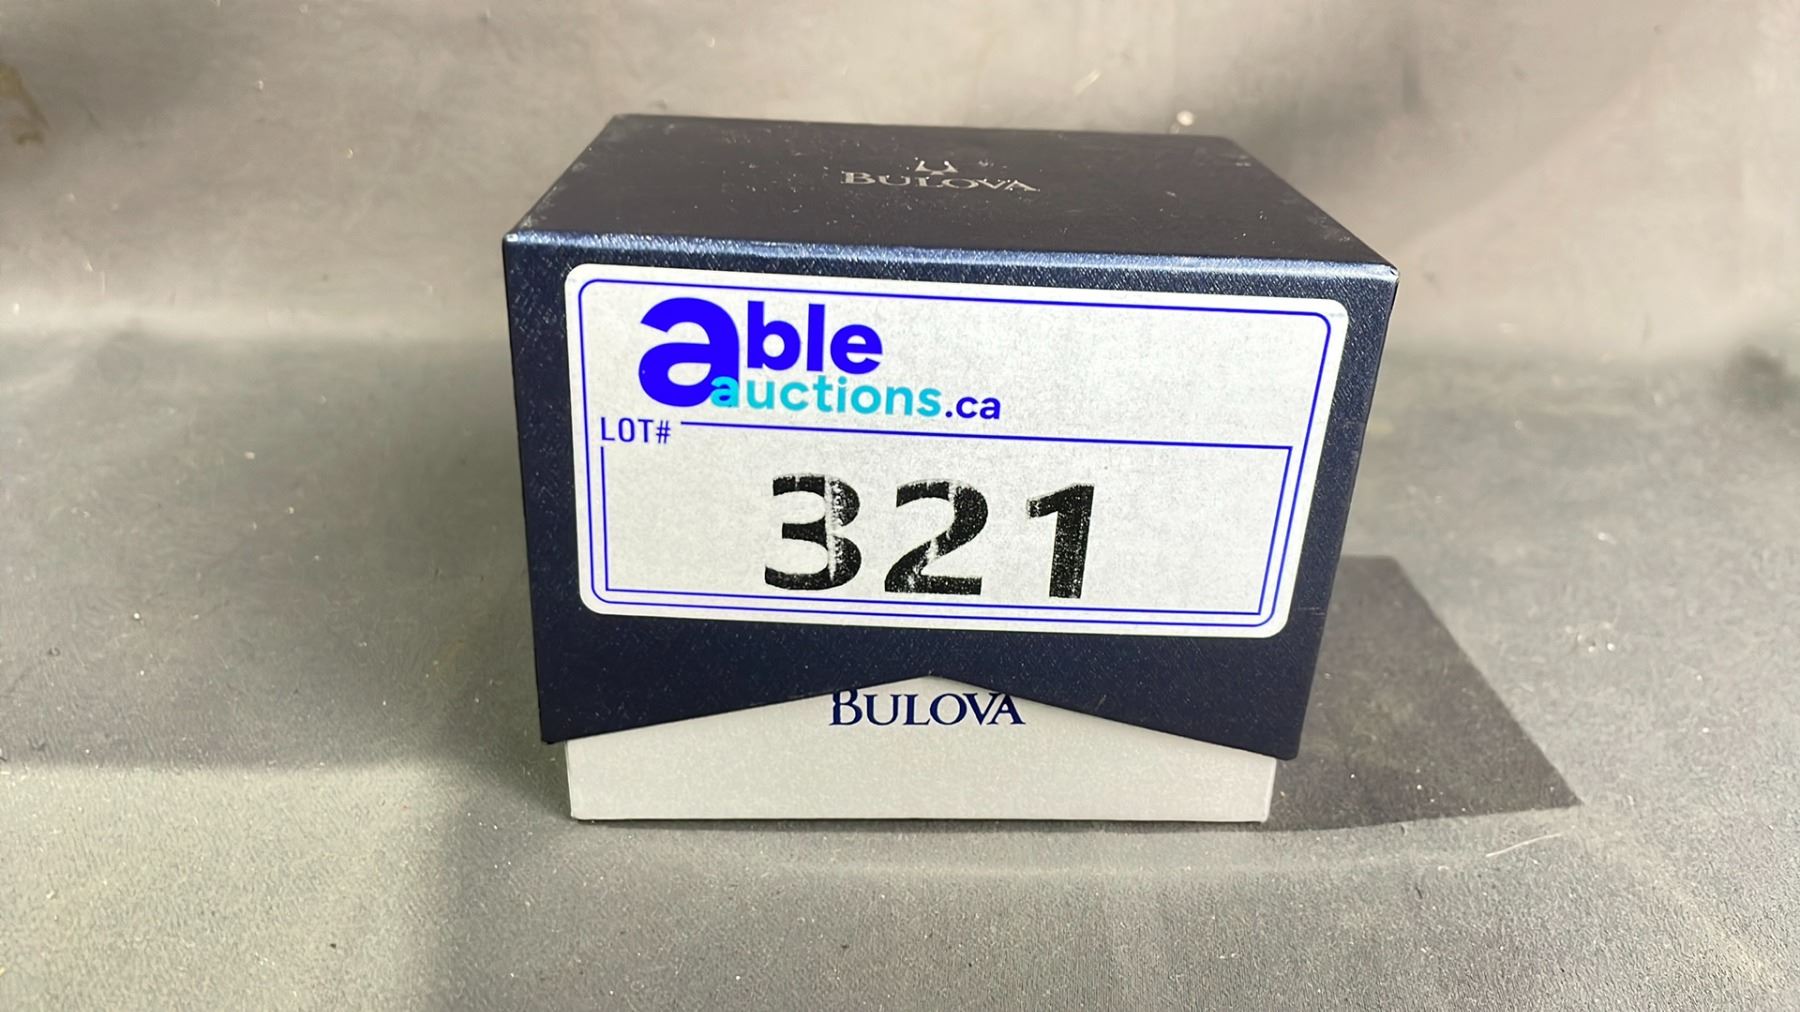 BULOVA
able
auctions.ca
LOT#
321
BULOVA